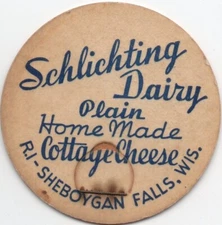 Schlichting
Dairy
Plain
Home Made
Cottage Cheese
R.1-SHEBOYGAN FALLS, WIS.